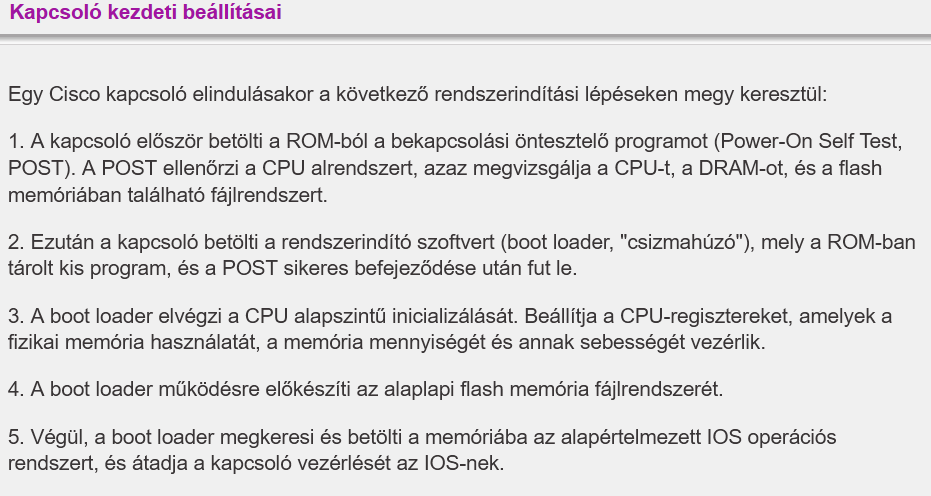 Kapcsoló kezdeti beállításai
Egy Cisco kapcsoló elindulásakor a következő rendszerindítási lépéseken megy keresztül:
1. A kapcsoló először betölti a ROM-ból a bekapcsolási öntesztelő programot (Power-On Self Test,
POST). A POST ellenőrzi a CPU alrendszert, azaz megvizsgálja a CPU-t, a DRAM-ot, és a flash
memóriában található fájlrendszert.
2. Ezután a kapcsoló betölti a rendszerindító szoftvert (boot loader, "csizmahúzó"), mely a ROM-ban
tárolt kis program, és a POST sikeres befejeződése után fut le.
3. A boot loader elvégzi a CPU alapszintű inicializálását. Beállítja a CPU-regisztereket, amelyek a
fizikai memória használatát, a memória mennyiségét és annak sebességét vezérlik.
4. A boot loader működésre előkészíti az alaplapi flash memória fájlrendszerét.
5. Végül, a boot loader megkeresi és betölti a memóriába az alapértelmezett IOS operációs
rendszert, és átadja a kapcsoló vezérlését az IOS-nek.